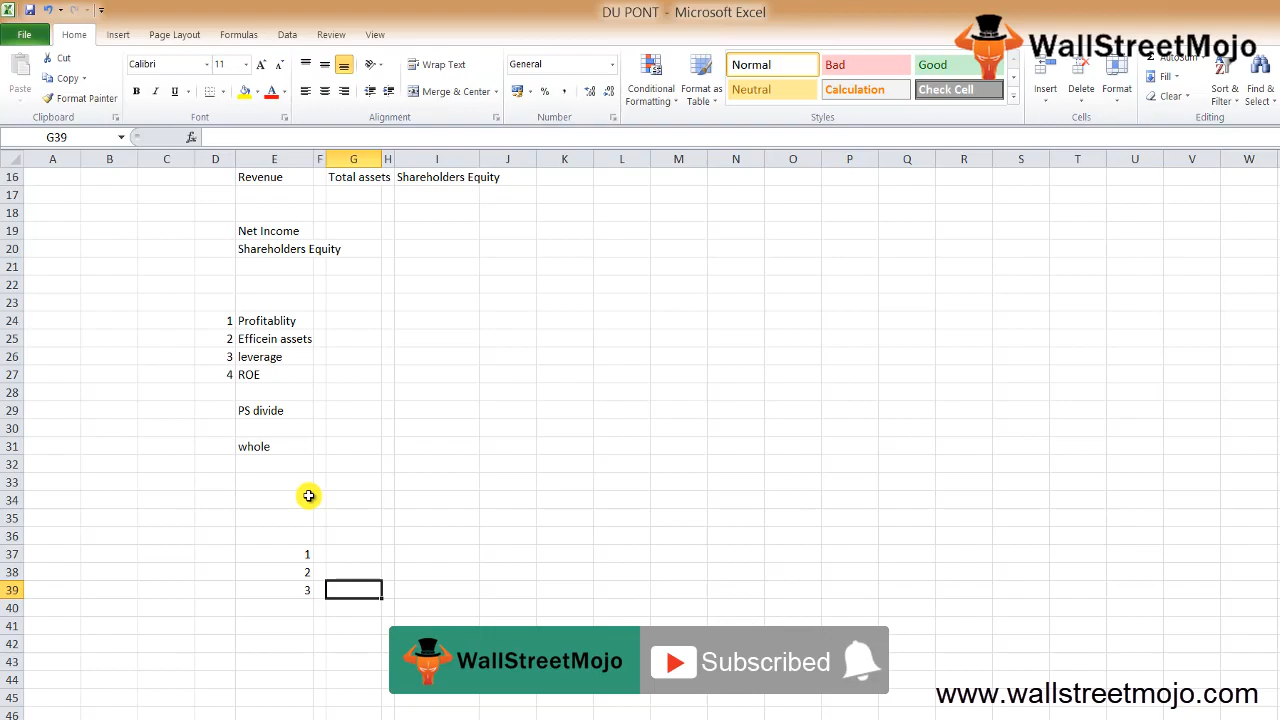 DU PONT - Microsoft Excel
File Home Insert Page Layout Formulas Data Review View
WallStreetMojo
Paste
Cut
Copy
Format Painter
Clipboard
Calibri 11
B I U
Font
Wrap Text
Merge & Center
Alignment
General
Number
Conditional Formatting
Format as Table
Normal Bad Good
Neutral Calculation Check Cell
Styles
Insert Delete Format
Cells
AutoSum
Fill
Clear
Sort & Filter
Find & Select
Editing
G39 fx
A B C D E F G H I J K L M N O P Q R S T U V W
16 Revenue Total assets Shareholders Equity
17
18
19 Net Income
20 Shareholders Equity
21
22
23
24 1 Profitablity
25 2 Efficein assets
26 3 leverage
27 4 ROE
28
29 PS divide
30
31 whole
32
33
34
35
36
37 1
38 2
39 3
40
41
42
43
44
45
46
WallStreetMojo Subscribed
www.wallstreetmojo.com